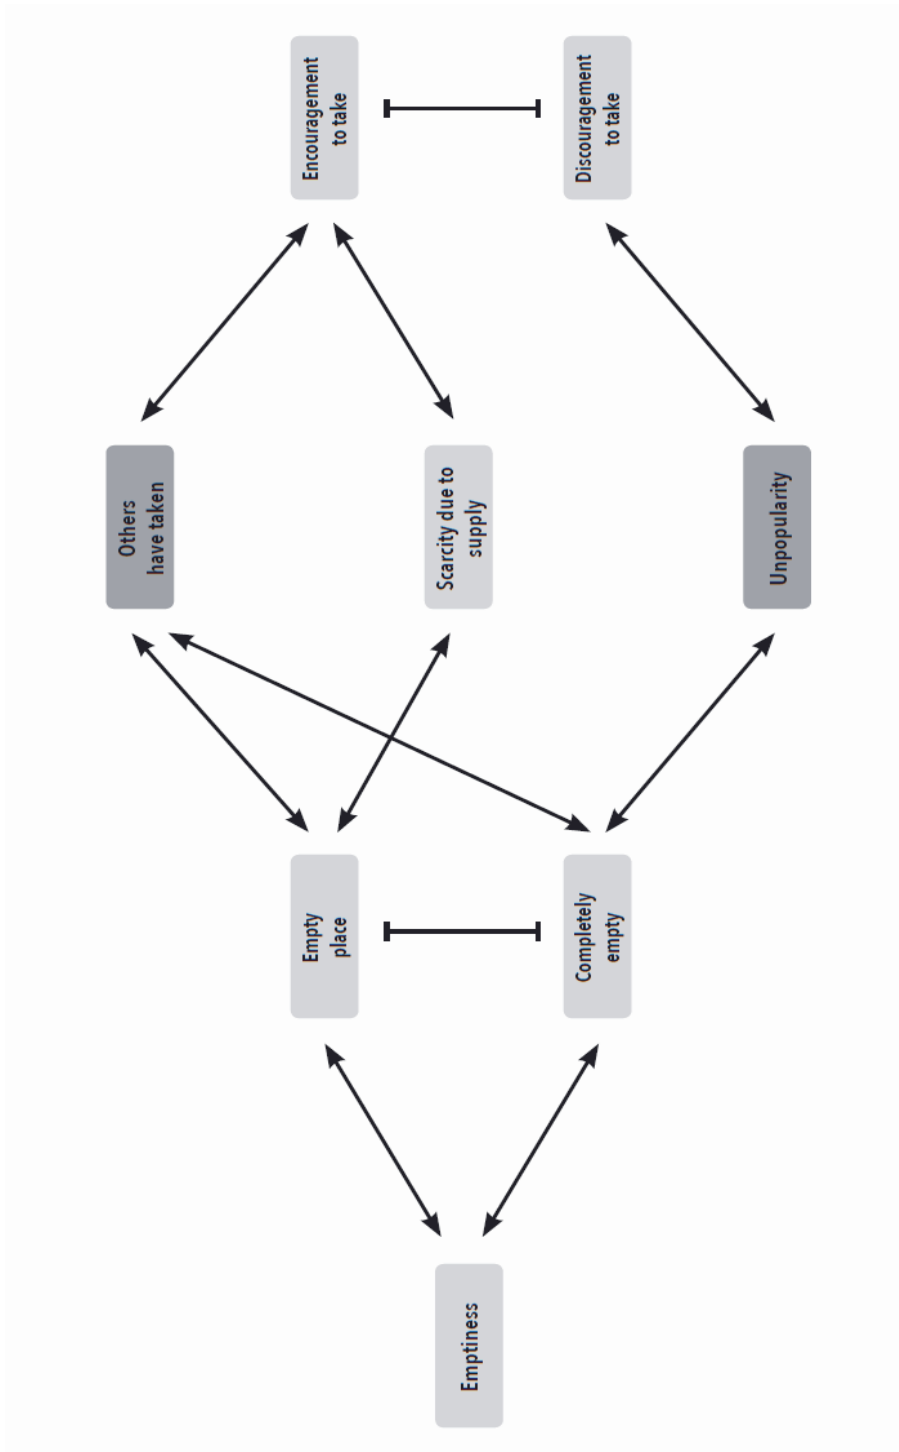 Encouragement
to take
Discouragement
to take
Others
have taken
Scarcity due to
supply
Unpopularity
Empty
place
Completely
empty
Emptiness